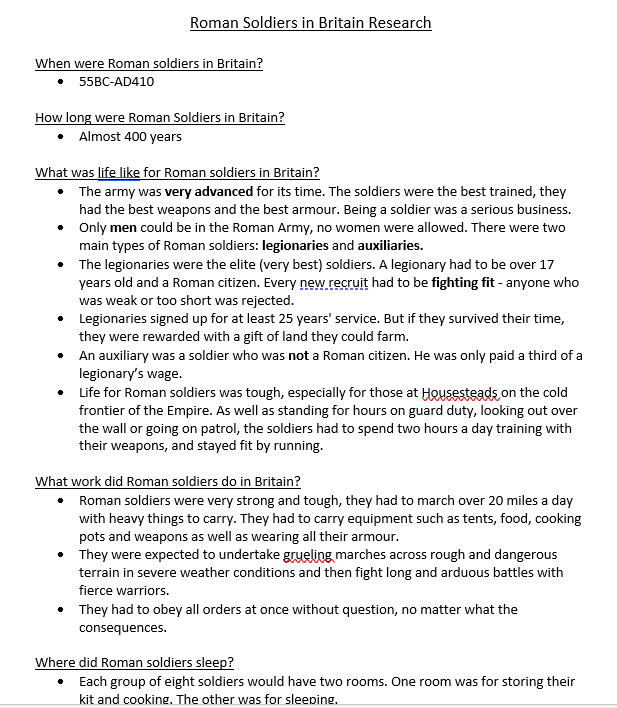 Roman Soldiers in Britain Research
When were Roman soldiers in Britain?
• 55BC-AD410
How long were Roman Soldiers in Britain?
• Almost 400 years
What was life like for Roman soldiers in Britain?
• The army was very advanced for its time. The soldiers were the best trained, they
had the best weapons and the best armour. Being a soldier was a serious business.
• Only men could be in the Roman Army, no women were allowed. There were two
main types of Roman soldiers: legionaries and auxiliaries.
• The legionaries were the elite (very best) soldiers. A legionary had to be over 17
years old and a Roman citizen. Every new recruit had to be fighting fit - anyone who
was weak or too short was rejected.
• Legionaries signed up for at least 25 years' service. But if they survived their time,
they were rewarded with a gift of land they could farm.
• An auxiliary was a soldier who was not a Roman citizen. He was only paid a third of a
legionary’s wage.
• Life for Roman soldiers was tough, especially for those at Housesteads on the cold
frontier of the Empire. As well as standing for hours on guard duty, looking out over
the wall or going on patrol, the soldiers had to spend two hours a day training with
their weapons, and stayed fit by running.
What work did Roman soldiers do in Britain?
• Roman soldiers were very strong and tough, they had to march over 20 miles a day
with heavy things to carry. They had to carry equipment such as tents, food, cooking
pots and weapons as well as wearing all their armour.
• They were expected to undertake grueling marches across rough and dangerous
terrain in severe weather conditions and then fight long and arduous battles with
fierce warriors.
• They had to obey all orders at once without question, no matter what the
consequences.
Where did Roman soldiers sleep?
• Each group of eight soldiers would have two rooms. One room was for storing their
kit and cooking. The other was for sleeping.